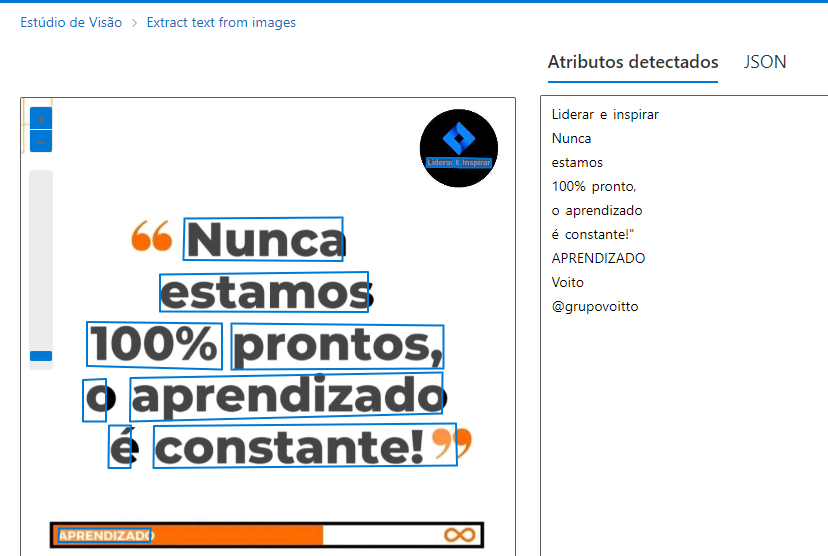 Estúdio de Visão > Extract text from images
Atributos detectados JSON
Liderar E Inspirar
“ Nunca
estamos
100% prontos,
o aprendizado
é constante! ”
APRENDIZADO
Liderar e inspirar
Nunca
estamos
100% pronto,
o aprendizado
é constante!"
APRENDIZADO
Voito
@grupovoitto